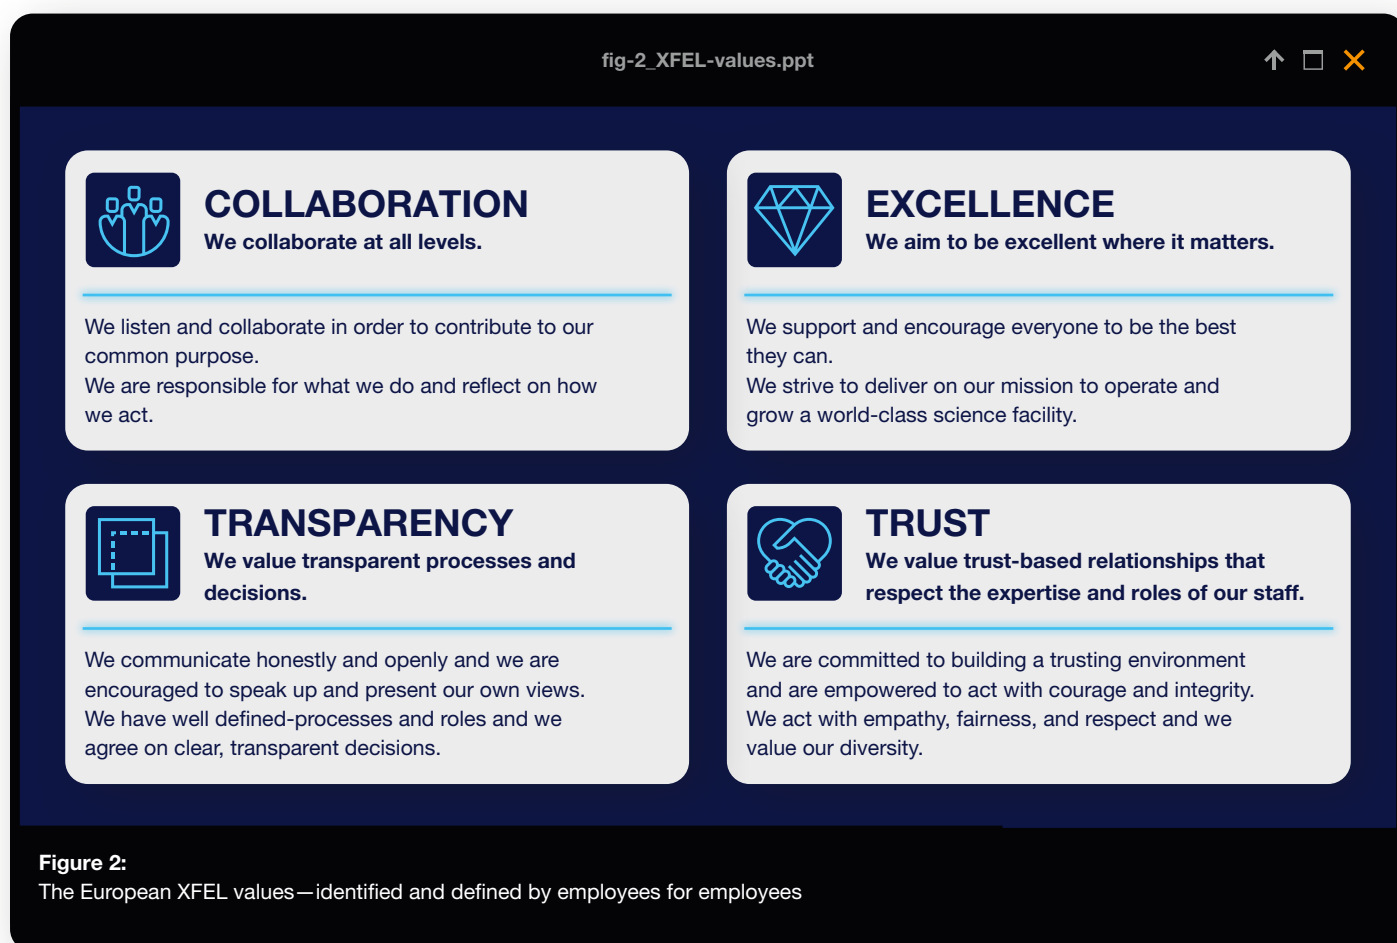 fig-2_XFEL-values.ppt
COLLABORATION
We collaborate at all levels.
We listen and collaborate in order to contribute to our
common purpose.
We are responsible for what we do and reflect on how
we act.
EXCELLENCE
We aim to be excellent where it matters.
We support and encourage everyone to be the best
they can.
We strive to deliver on our mission to operate and
grow a world-class science facility.
TRANSPARENCY
We value transparent processes and
decisions.
We communicate honestly and openly and we are
encouraged to speak up and present our own views.
We have well defined-processes and roles and we
agree on clear, transparent decisions.
TRUST
We value trust-based relationships that
respect the expertise and roles of our staff.
We are committed to building a trusting environment
and are empowered to act with courage and integrity.
We act with empathy, fairness, and respect and we
value our diversity.
Figure 2:
The European XFEL values—identified and defined by employees for employees